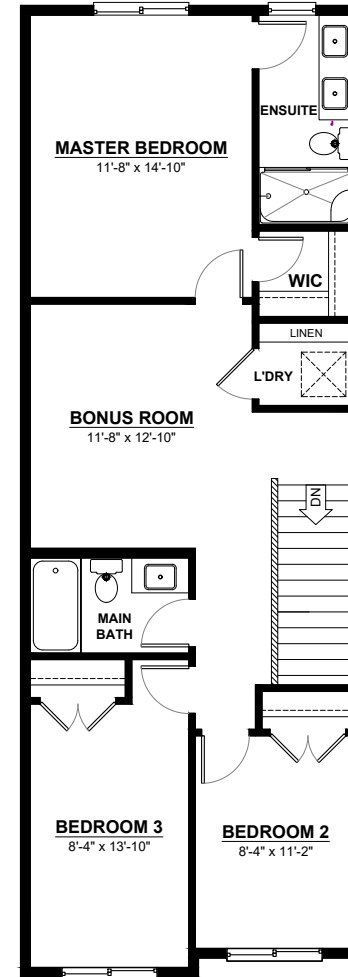 ENSUITE
MASTER BEDROOM
11'-8" x 14'-10"
WIC
LINEN
L'DRY
BONUS ROOM
11'-8" x 12'-10"
DN
MAIN
BATH
BEDROOM 3
8'-4" x 13'-10"
BEDROOM 2
8'-4" x 11'-2"